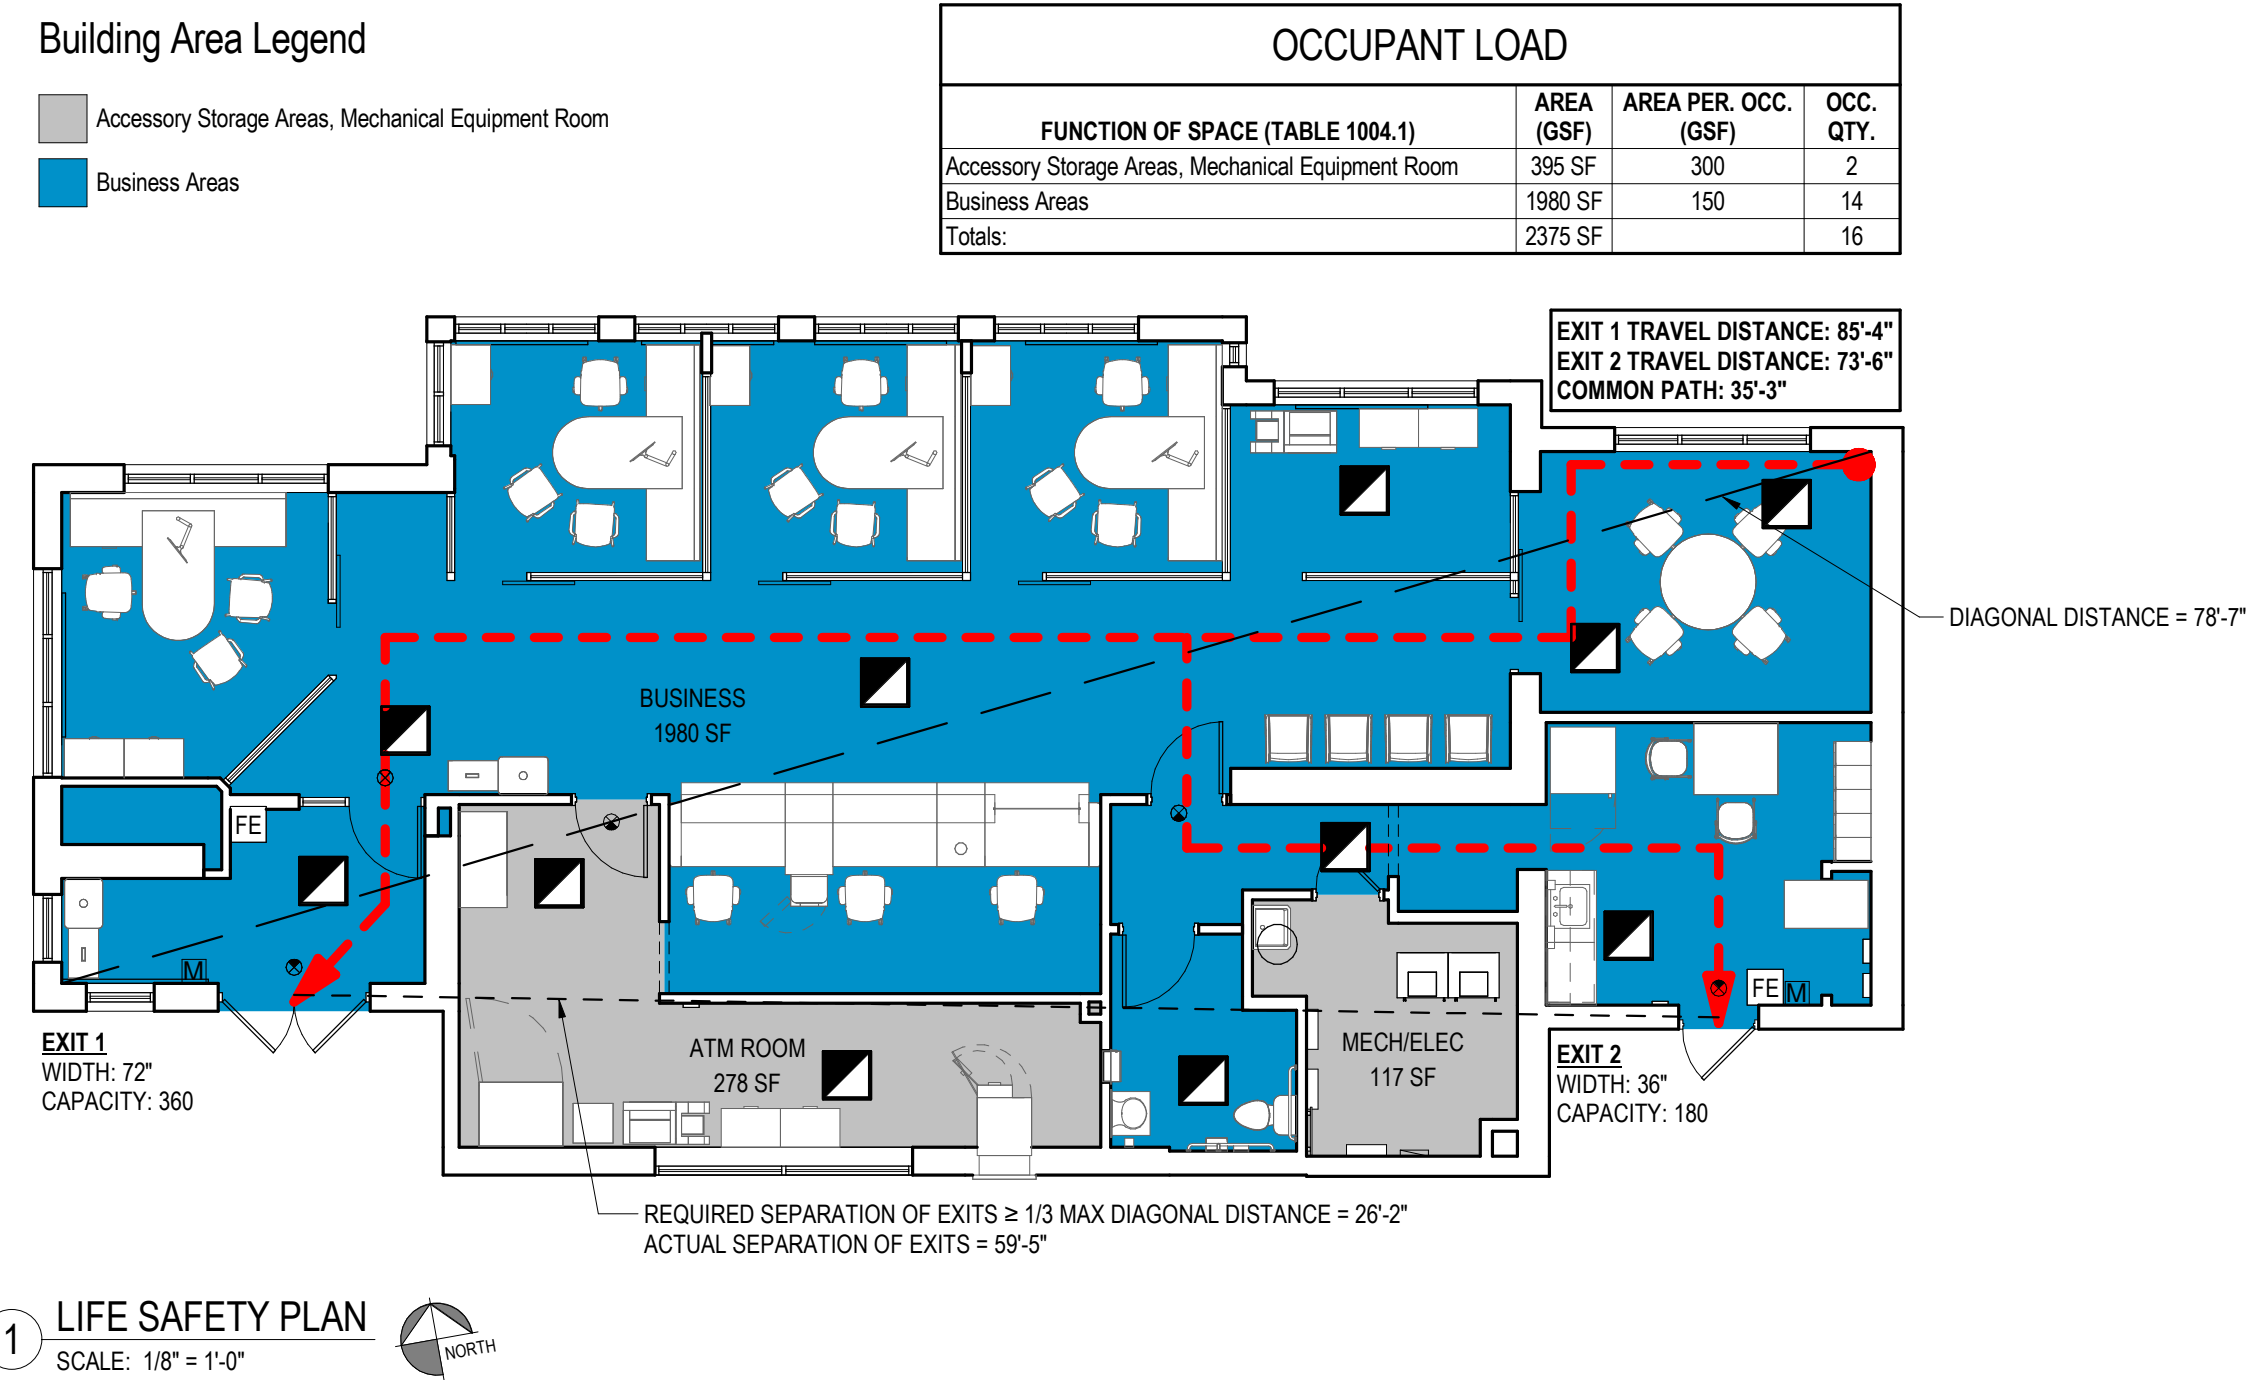 Building Area Legend
Accessory Storage Areas, Mechanical Equipment Room
Business Areas
OCCUPANT LOAD
FUNCTION OF SPACE (TABLE 1004.1) AREA (GSF) AREA PER. OCC. (GSF) OCC. QTY.
Accessory Storage Areas, Mechanical Equipment Room 395 SF 300 2
Business Areas 1980 SF 150 14
Totals: 2375 SF 16
EXIT 1 TRAVEL DISTANCE: 85'-4"
EXIT 2 TRAVEL DISTANCE: 73'-6"
COMMON PATH: 35'-3"
DIAGONAL DISTANCE = 78'-7"
BUSINESS
1980 SF
FE
M
FE
M
EXIT 1
WIDTH: 72"
CAPACITY: 360
ATM ROOM
278 SF
MECH/ELEC
117 SF
EXIT 2
WIDTH: 36"
CAPACITY: 180
REQUIRED SEPARATION OF EXITS ≥ 1/3 MAX DIAGONAL DISTANCE = 26'-2"
ACTUAL SEPARATION OF EXITS = 59'-5"
1
LIFE SAFETY PLAN
SCALE: 1/8" = 1'-0"
NORTH